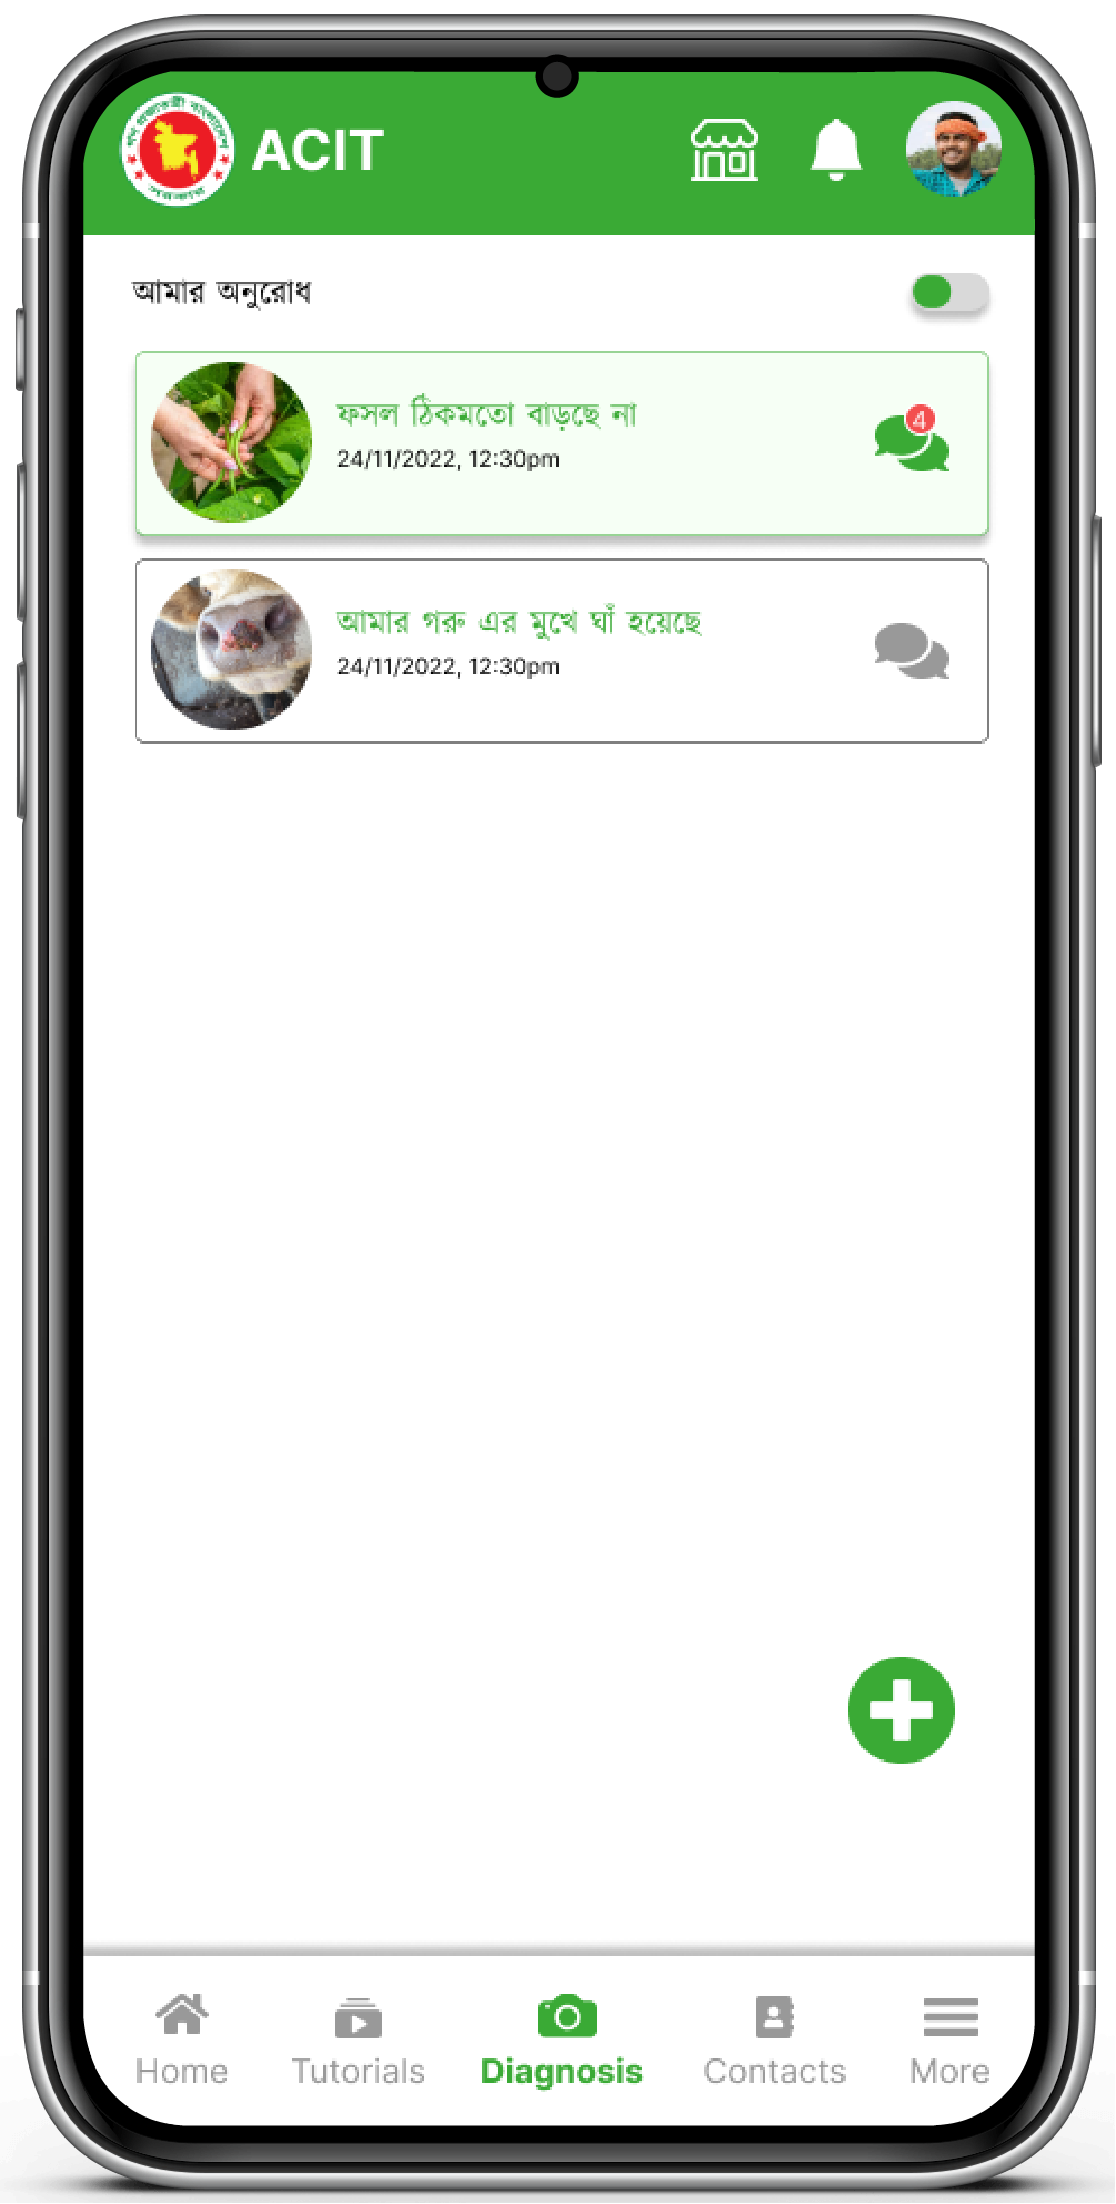 ACIT
আমার অনুরোধ
ফসল ঠিকমতো বাড়ছে না
24/11/2022, 12:30pm
4
আমার গরু এর মুখে ঘাঁ হয়েছে
24/11/2022, 12:30pm
Home
Tutorials
Diagnosis
Contacts
More